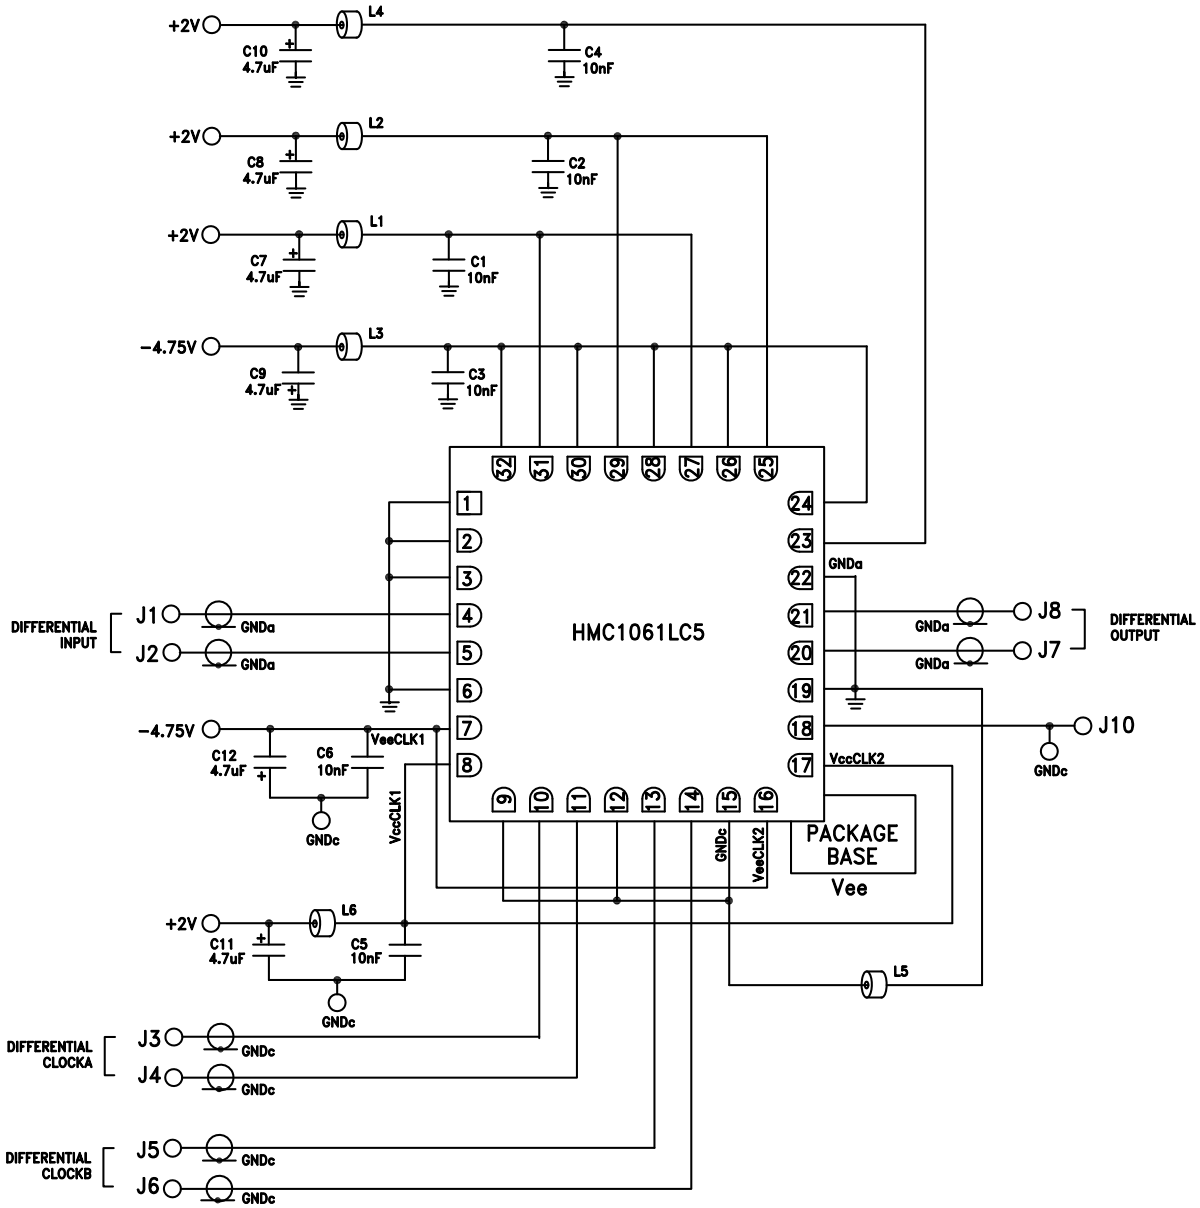 +2V
L4
C10
4.7uF
C4
10nF
+2V
L2
C8
4.7uF
C2
10nF
+2V
L1
C7
4.7uF
C1
10nF
-4.75V
L3
C9
4.7uF
C3
10nF
32
31
30
29
28
27
26
25
1
2
3
4
5
6
7
8
HMC1061LC5
24
23
22
21
20
19
18
17
9
10
11
12
13
14
15
16
GNDa
DIFFERENTIAL
INPUT
J1
GNDa
J2
GNDa
J8
GNDa
J7
GNDa
DIFFERENTIAL
OUTPUT
J10
GNDc
-4.75V
C12
4.7uF
C6
10nF
VeeCLK1
GNDc
VccCLK1
VccCLK2
GNDc
VeeCLK2
PACKAGE
BASE
Vee
+2V
L6
C11
4.7uF
C5
10nF
GNDc
L5
DIFFERENTIAL
CLOCKA
J3
GNDc
J4
GNDc
DIFFERENTIAL
CLOCKB
J5
GNDc
J6
GNDc